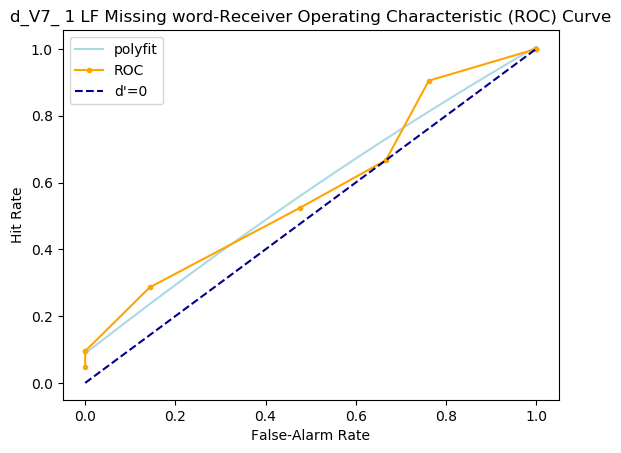 d_V7_ 1 LF Missing word-Receiver Operating Characteristic (ROC) Curve
polyfit
ROC
d'=0
1.0
0.8
0.6
0.4
0.2
0.0
Hit Rate
0.0 0.2 0.4 0.6 0.8 1.0
False-Alarm Rate